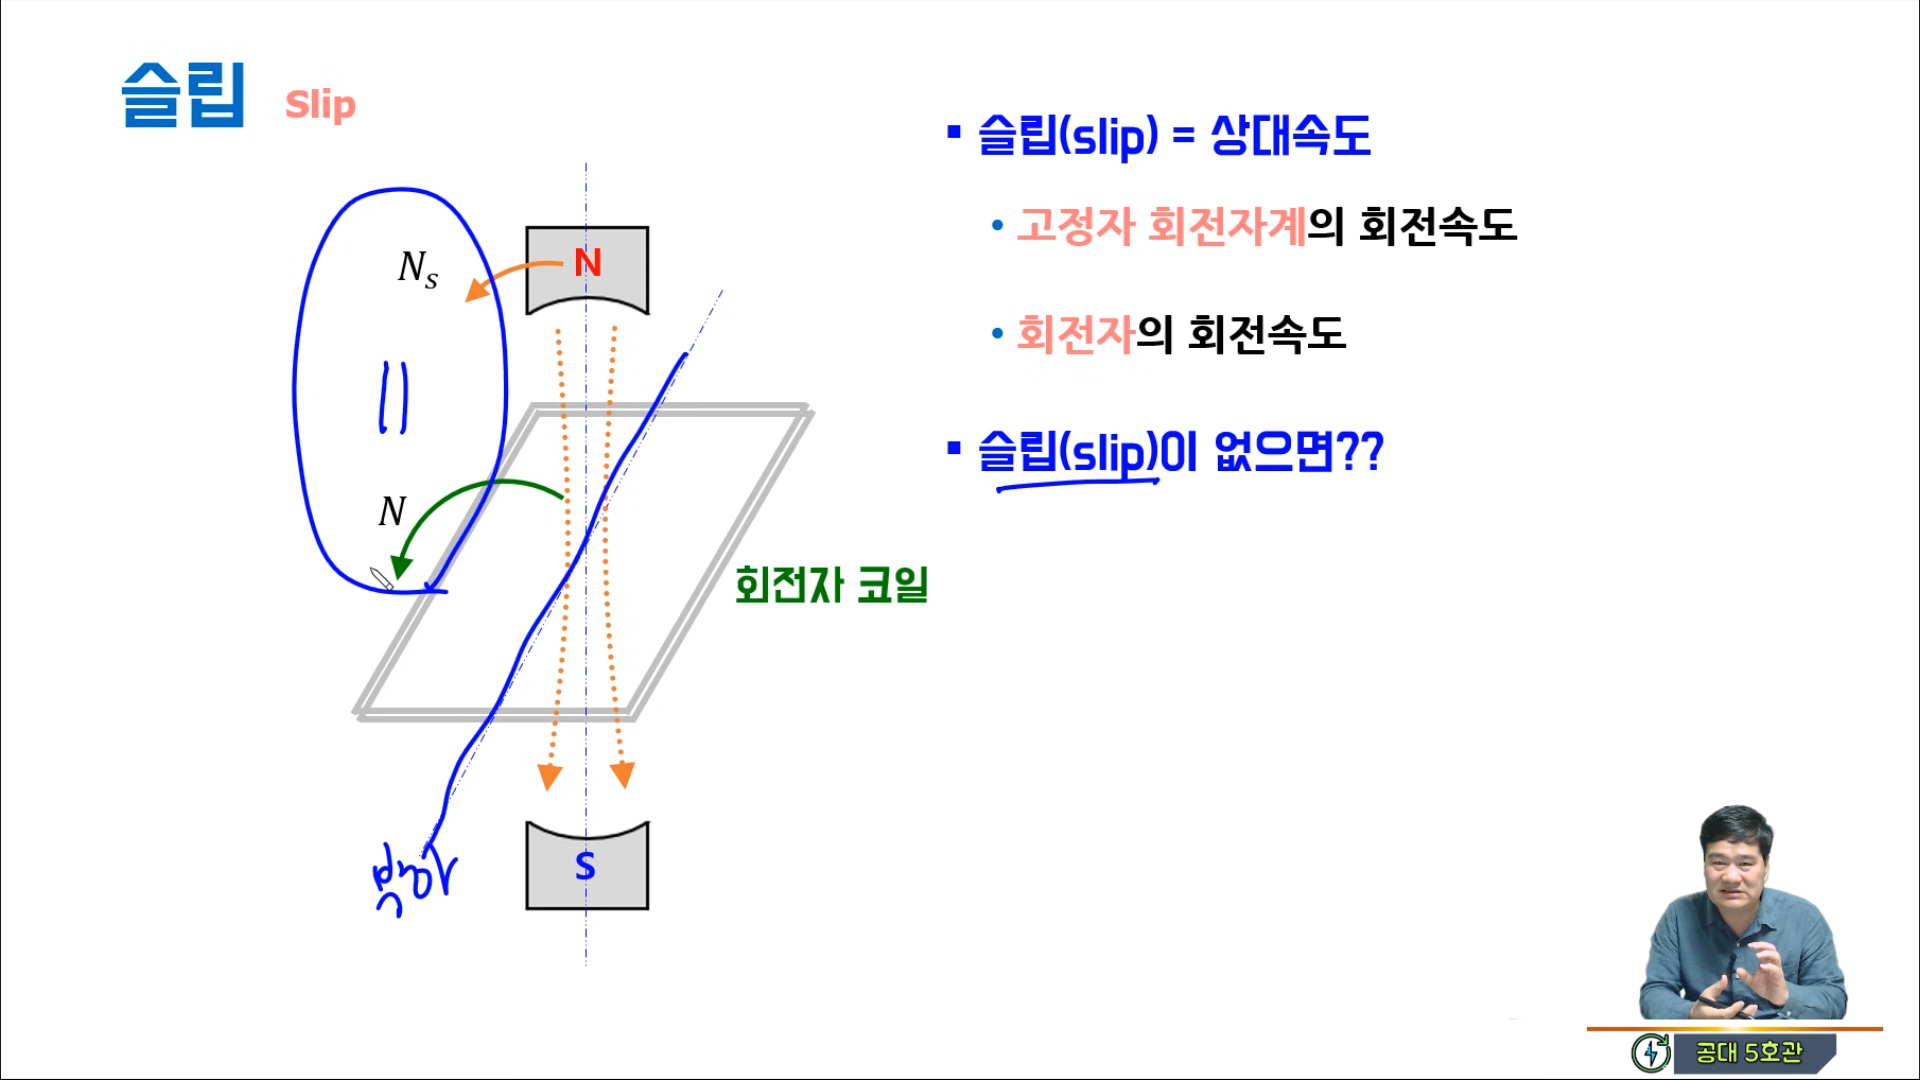 슬립 Slip
N
Nₛ
N
회전자 코일
S
▪ 슬립(slip) = 상대속도
• 고정자 회전자계의 회전속도
• 회전자의 회전속도
▪ 슬립(slip)이 없으면??
공대 5호관